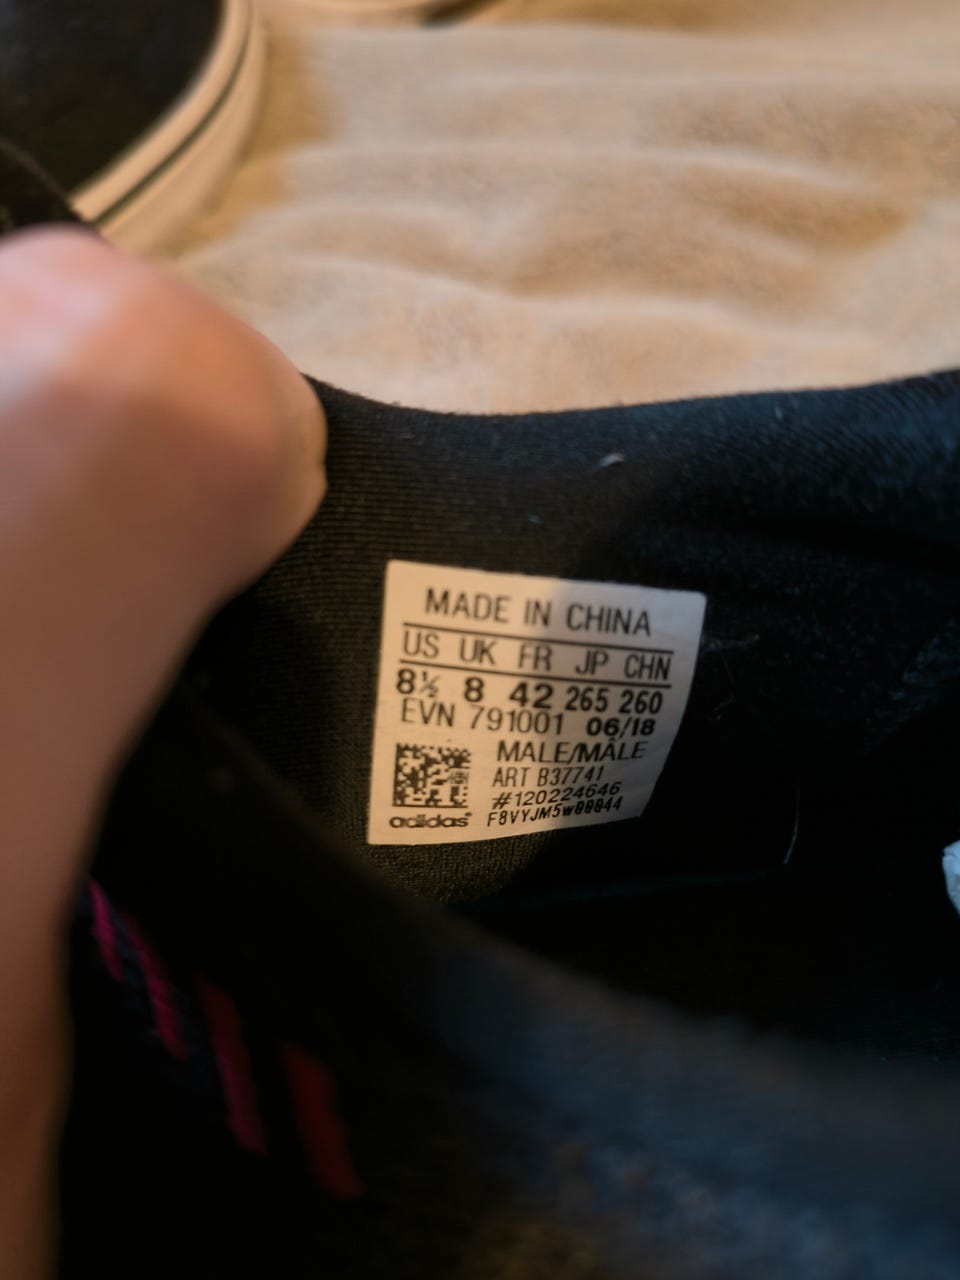 MADE IN CHINA
US UK FR JP CHN
8½ 8 42 265 260
EVN 791001 06/18
MALE/MÂLE
ART B37741
#120224646
F8VYJM5w00044
adidas